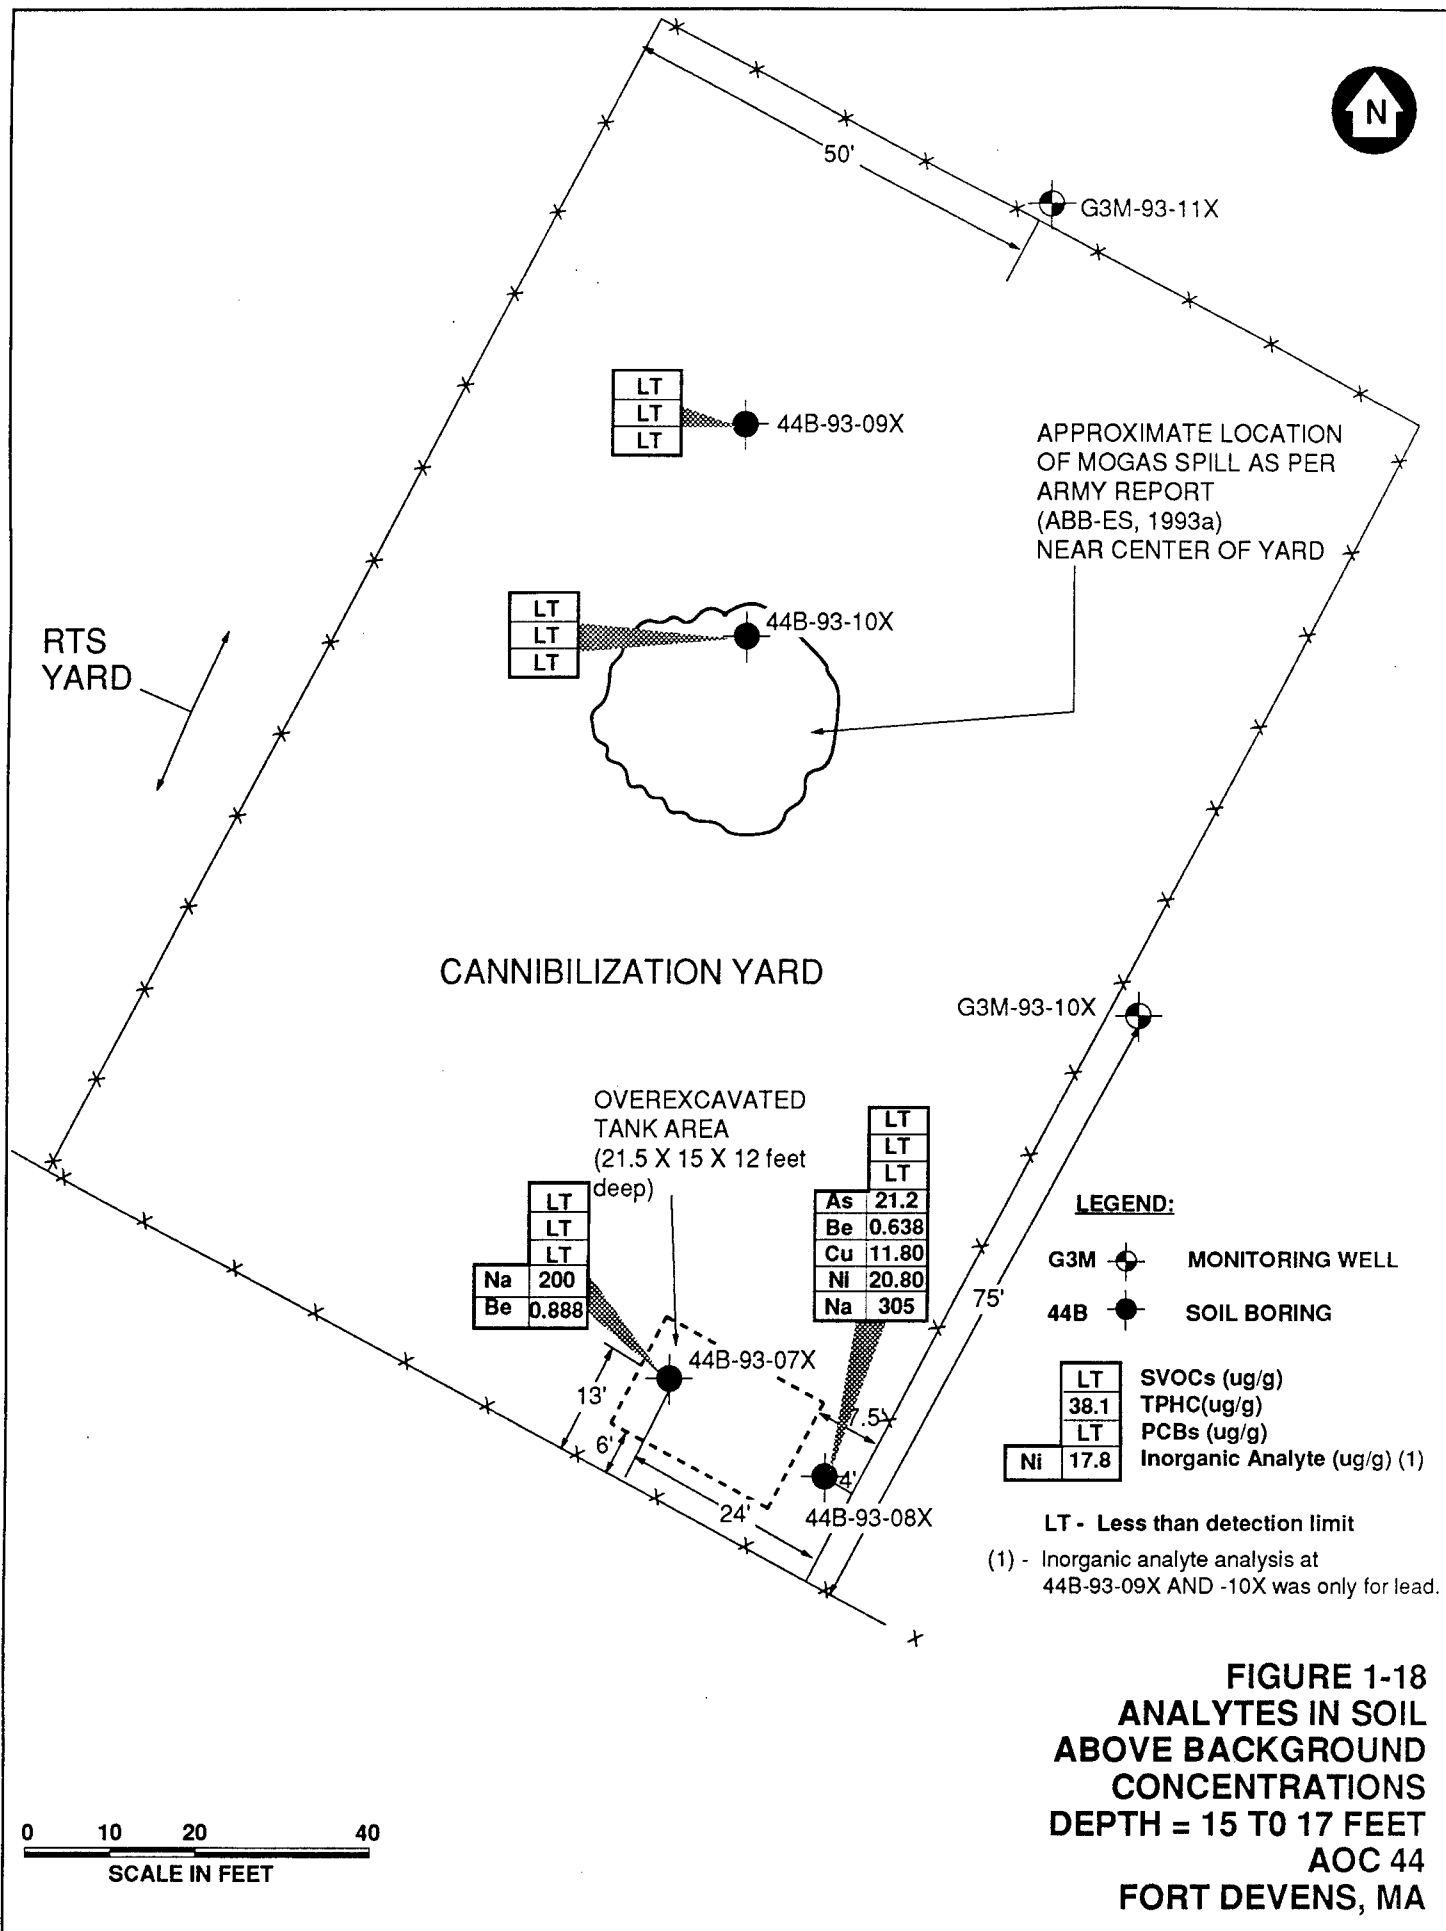 N
50'
G3M-93-11X
LT
LT
LT
44B-93-09X
APPROXIMATE LOCATION
OF MOGAS SPILL AS PER
ARMY REPORT
(ABB-ES, 1993a)
NEAR CENTER OF YARD
LT
LT
LT
44B-93-10X
RTS
YARD
CANNIBILIZATION YARD
G3M-93-10X
OVEREXCAVATED
TANK AREA
(21.5 X 15 X 12 feet
deep)
LT
LT
LT
Na 200
Be 0.888
LT
LT
LT
As 21.2
Be 0.638
Cu 11.80
Ni 20.80
Na 305
44B-93-07X
13'
6'
7.5'
4'
24'
44B-93-08X
75'
LEGEND:
G3M MONITORING WELL
44B SOIL BORING
LT SVOCs (ug/g)
38.1 TPHC(ug/g)
LT PCBs (ug/g)
Ni 17.8 Inorganic Analyte (ug/g) (1)
LT - Less than detection limit
(1) - Inorganic analyte analysis at
44B-93-09X AND -10X was only for lead.
FIGURE 1-18
ANALYTES IN SOIL
ABOVE BACKGROUND
CONCENTRATIONS
DEPTH = 15 T0 17 FEET
AOC 44
FORT DEVENS, MA
0 10 20 40
SCALE IN FEET